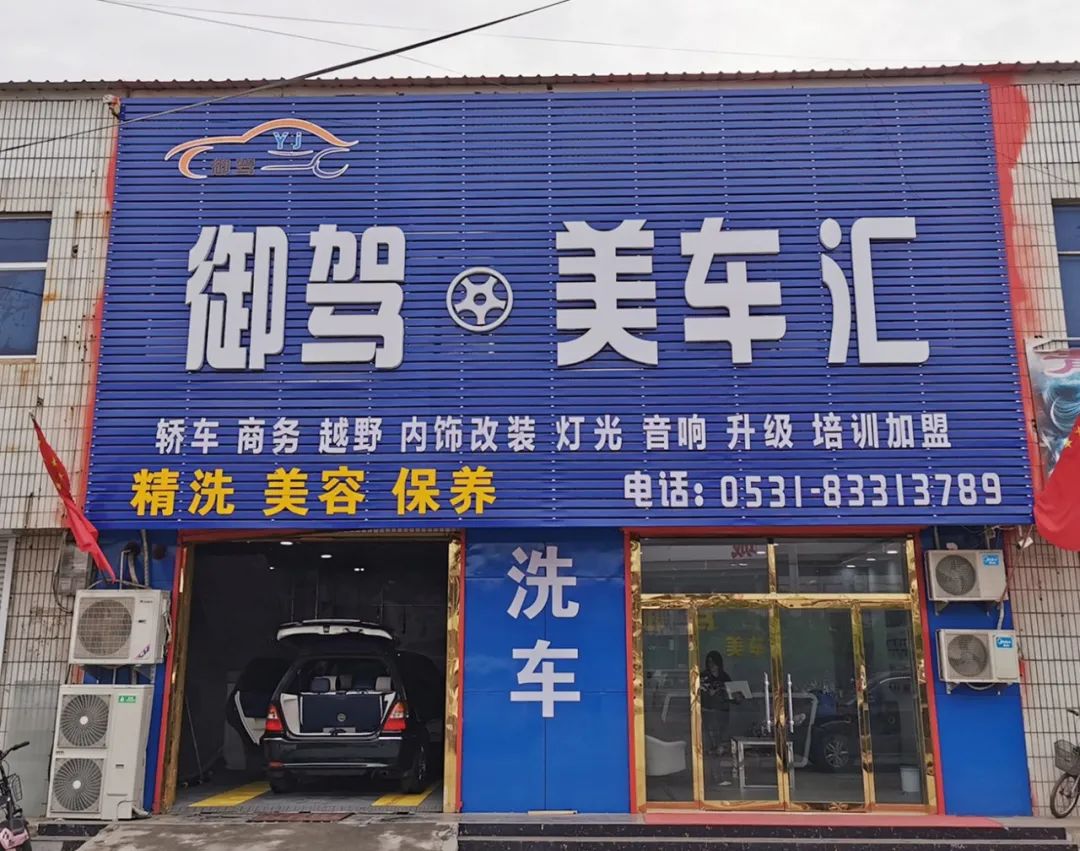 YJ
御驾
御驾 美车汇
轿车 商务 越野 内饰改装 灯光 音响 升级 培训加盟
精洗 美容 保养 电话：0531-83313789
洗车
美车